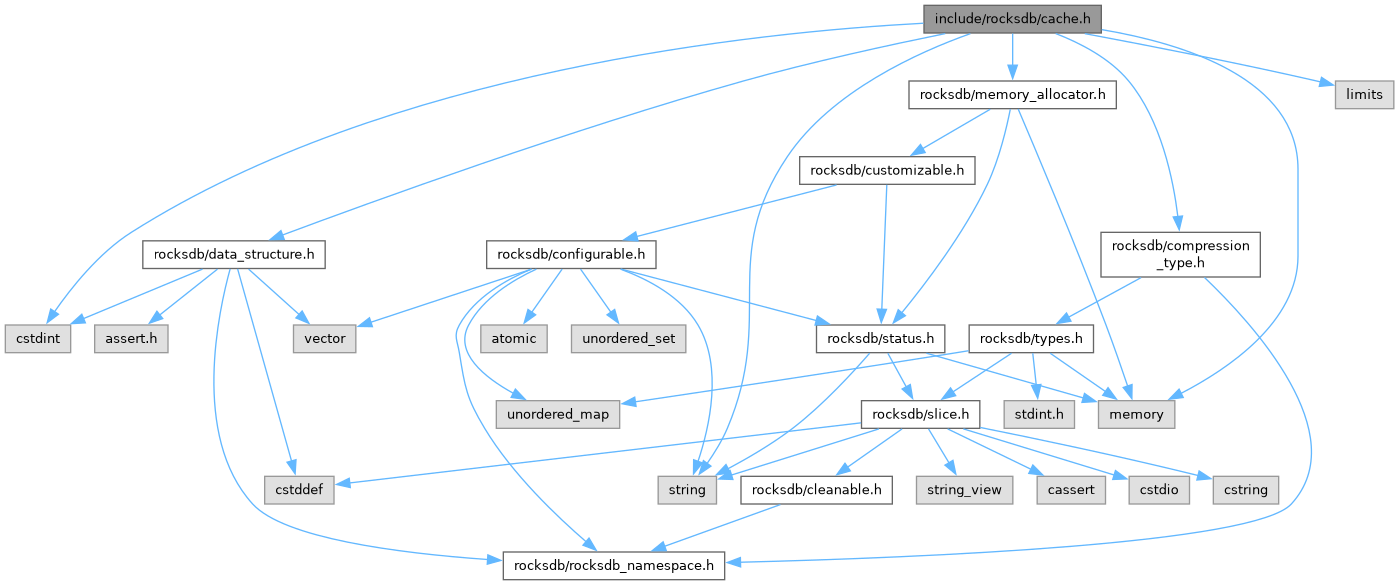 include/rocksdb/cache.h
rocksdb/memory_allocator.h
limits
rocksdb/customizable.h
rocksdb/data_structure.h
rocksdb/configurable.h
rocksdb/compression
_type.h
cstdint
assert.h
vector
atomic
unordered_set
rocksdb/status.h
rocksdb/types.h
unordered_map
rocksdb/slice.h
stdint.h
memory
cstddef
string
rocksdb/cleanable.h
string_view
cassert
cstdio
cstring
rocksdb/rocksdb_namespace.h